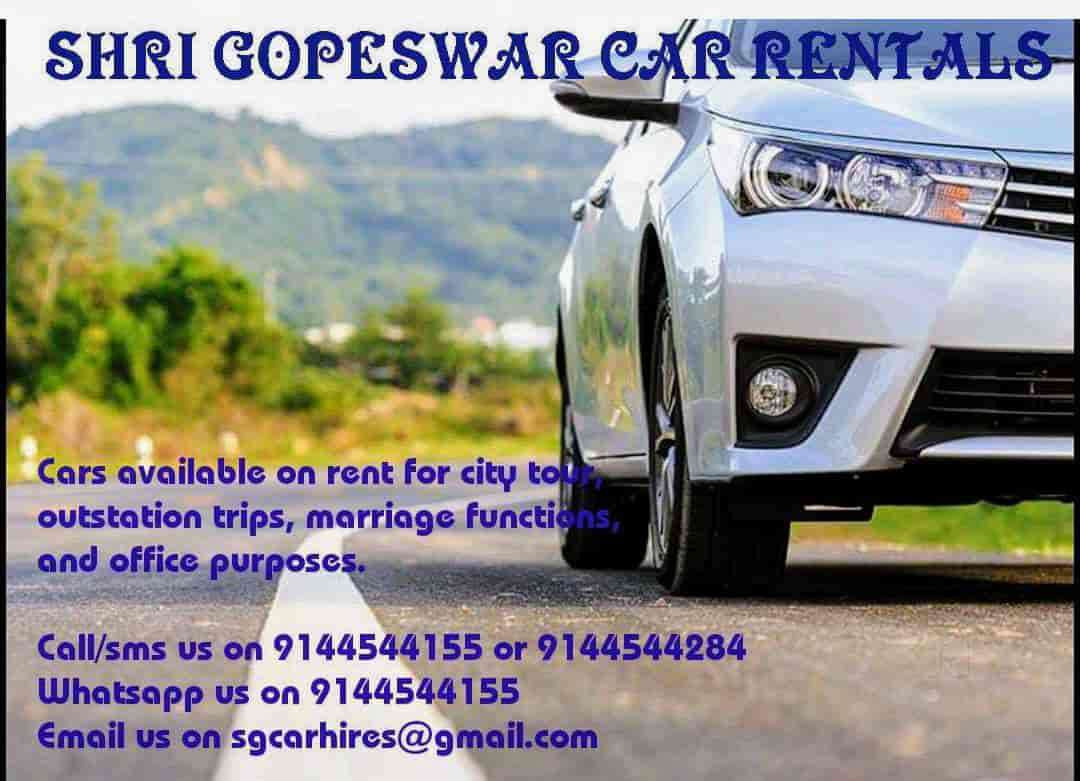 SHRI GOPESWAR CAR RENTALS
Cars available on rent for city tour,
outstation trips, marriage functions,
and office purposes.
Call/sms us on 9144544155 or 9144544284
Whatsapp us on 9144544155
Email us on sgcarhires@gmail.com